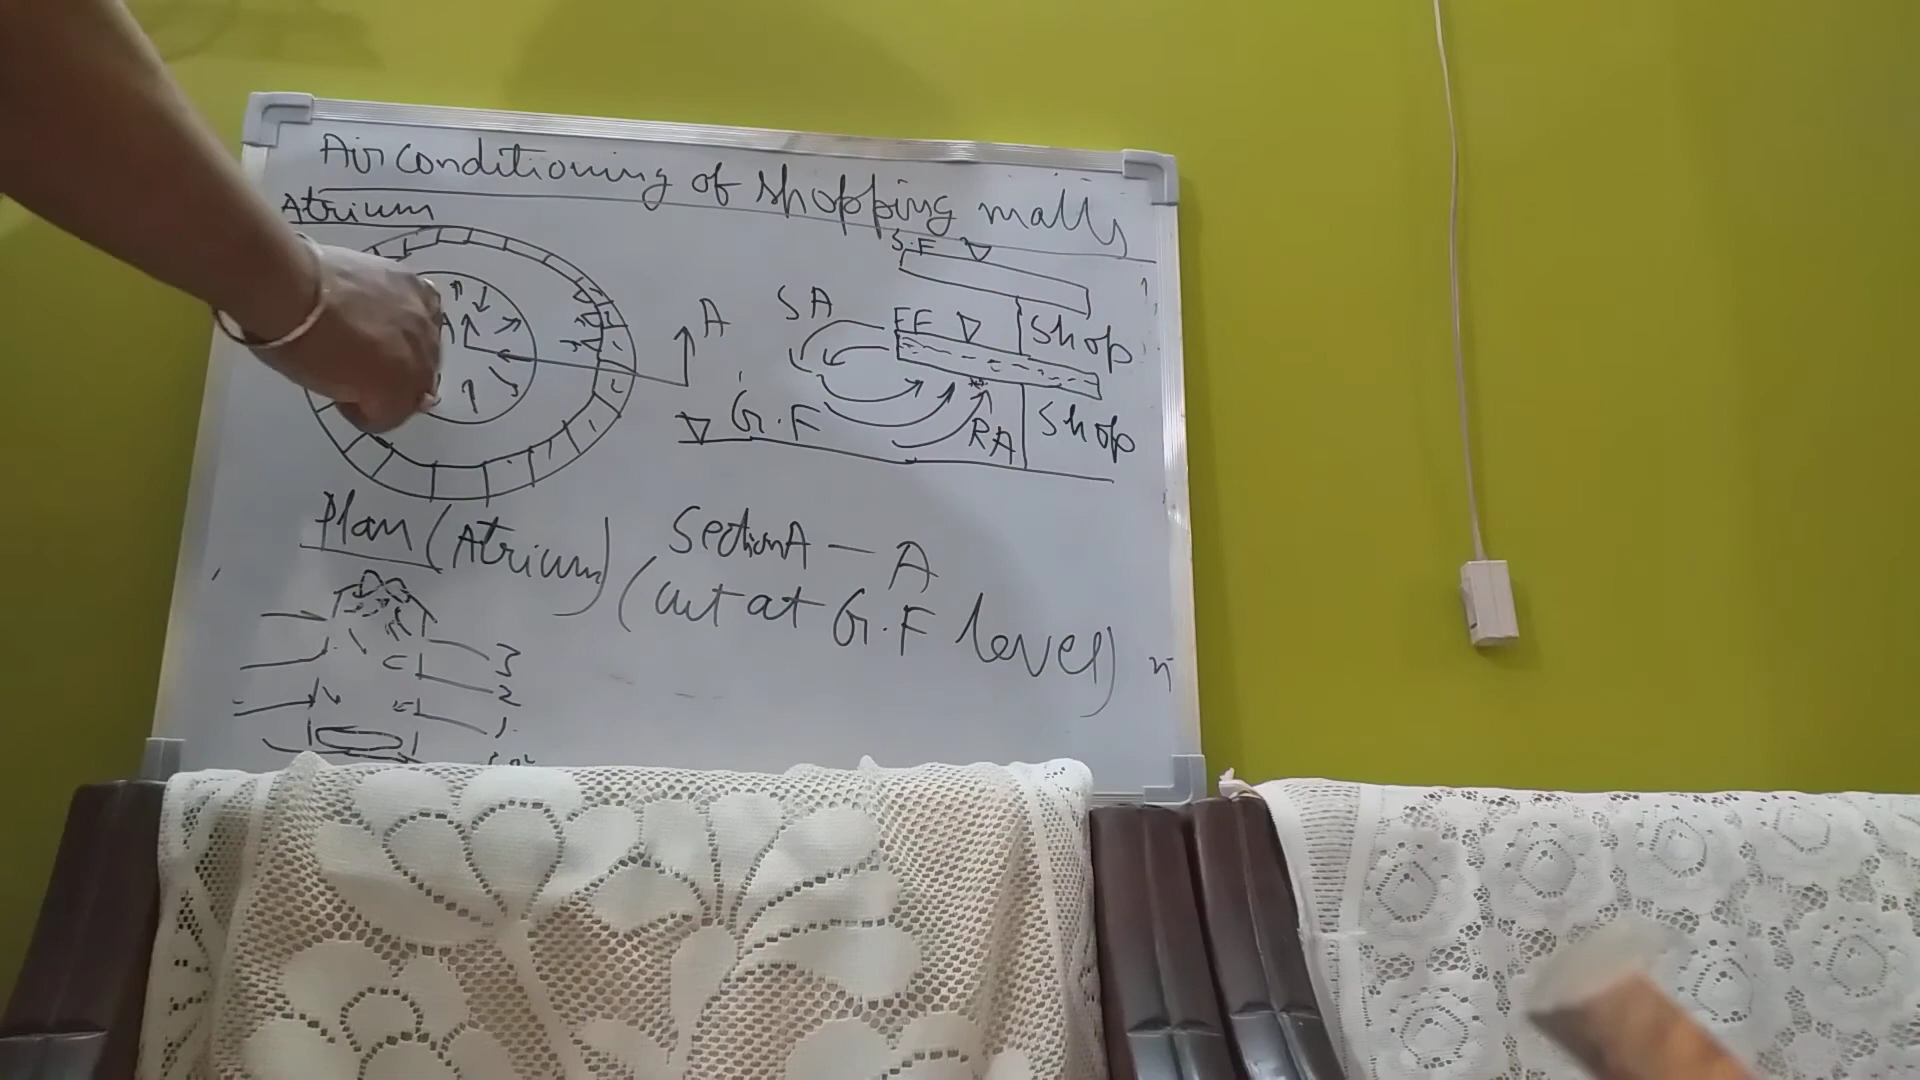 Air conditioning of shopping malls
Atrium
S.F
A
SA
F.F
Shop
A
G.F
RA
Shop
Plan (Atrium)
Section A - A
(cut at G.F level)
3
2
1